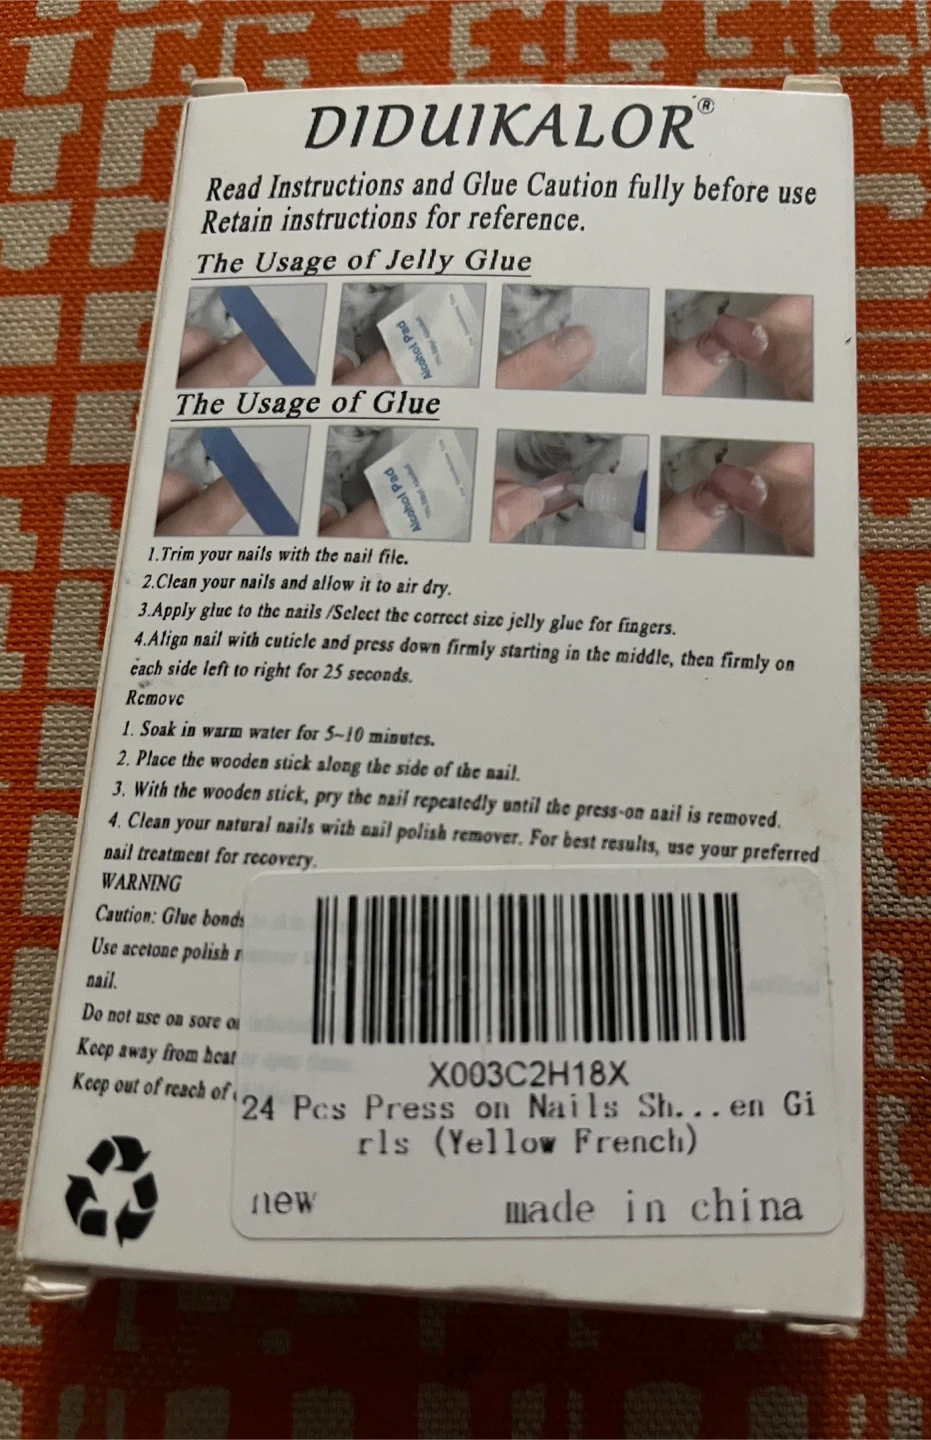 DIDUIKALOR®
Read Instructions and Glue Caution fully before use
Retain instructions for reference.
The Usage of Jelly Glue
Alcohol Pad
The Usage of Glue
Alcohol Pad
1.Trim your nails with the nail file.
2.Clean your nails and allow it to air dry.
3.Apply glue to the nails /Select the correct size jelly glue for fingers.
4.Align nail with cuticle and press down firmly starting in the middle, then firmly on
each side left to right for 25 seconds.
Remove
1. Soak in warm water for 5~10 minutes.
2. Place the wooden stick along the side of the nail.
3. With the wooden stick, pry the nail repeatedly until the press-on nail is removed.
4. Clean your natural nails with nail polish remover. For best results, use your preferred
nail treatment for recovery.
WARNING
Caution: Glue bonds
Use acetone polish
nail.
Do not use on sore
Keep away from heat
Keep out of reach of
X003C2H18X
24 Pcs Press on Nails Sh...en Gi
rls (Yellow French)
new made in china